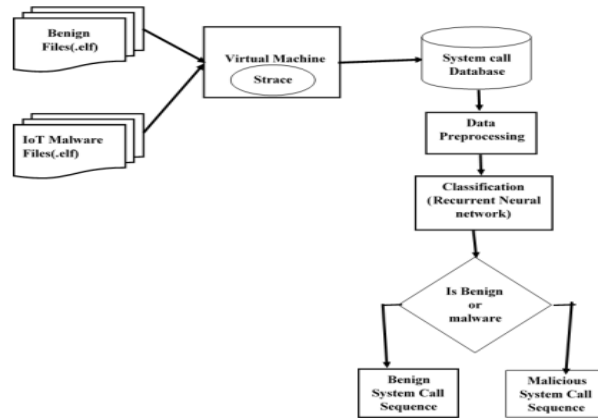 Benign
Files(.elf)
IoT Malware
Files(.elf)
Virtual Machine
Strace
System call
Database
Data
Preprocessing
Classification
(Recurrent Neural
network)
Is Benign
or
malware
Benign
System Call
Sequence
Malicious
System Call
Sequence